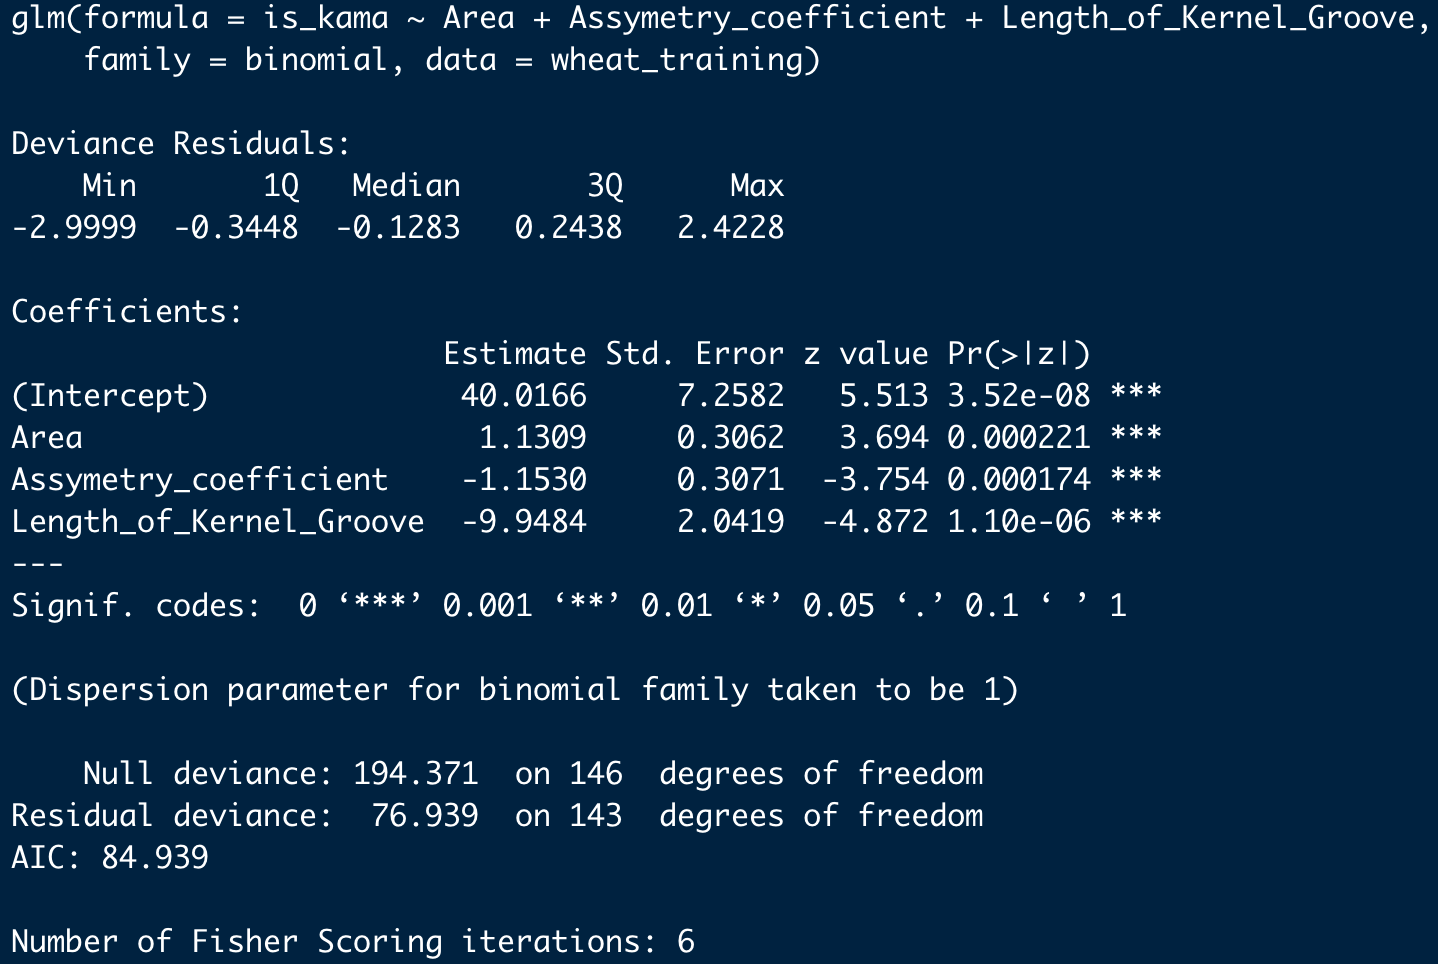 glm(formula = is_kama ~ Area + Assymetry_coefficient + Length_of_Kernel_Groove,
    family = binomial, data = wheat_training)

Deviance Residuals:
    Min       1Q   Median       3Q      Max
-2.9999  -0.3448  -0.1283   0.2438   2.4228

Coefficients:
                        Estimate Std. Error z value Pr(>|z|)
(Intercept)              40.0166     7.2582   5.513 3.52e-08 ***
Area                      1.1309     0.3062   3.694 0.000221 ***
Assymetry_coefficient    -1.1530     0.3071  -3.754 0.000174 ***
Length_of_Kernel_Groove  -9.9484     2.0419  -4.872 1.10e-06 ***
---
Signif. codes:  0 ‘***’ 0.001 ‘**’ 0.01 ‘*’ 0.05 ‘.’ 0.1 ‘ ’ 1

(Dispersion parameter for binomial family taken to be 1)

    Null deviance: 194.371  on 146  degrees of freedom
Residual deviance:  76.939  on 143  degrees of freedom
AIC: 84.939

Number of Fisher Scoring iterations: 6